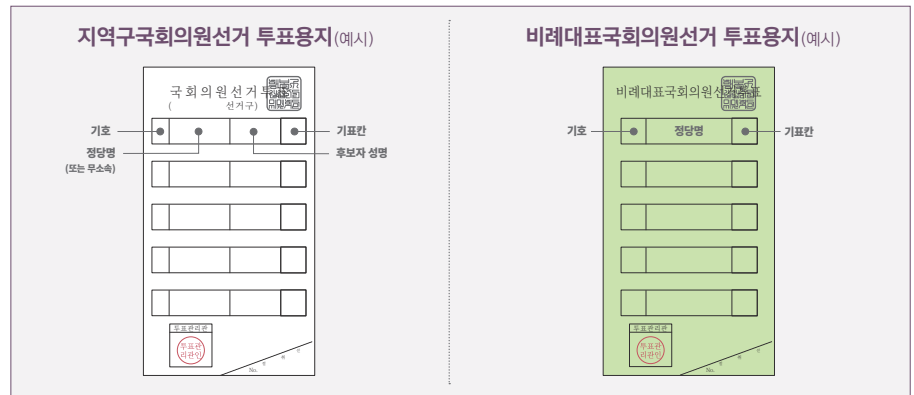 지역구국회의원선거 투표용지(예시)
국회의원선거투표
( 선거구)
기호
정당명
(또는 무소속)
기표칸
후보자 성명
투표관리관
투표관
리관인
No.
비례대표국회의원선거 투표용지(예시)
비례대표국회의원선거투표
기호
정당명
기표칸
투표관리관
투표관
리관인
No.